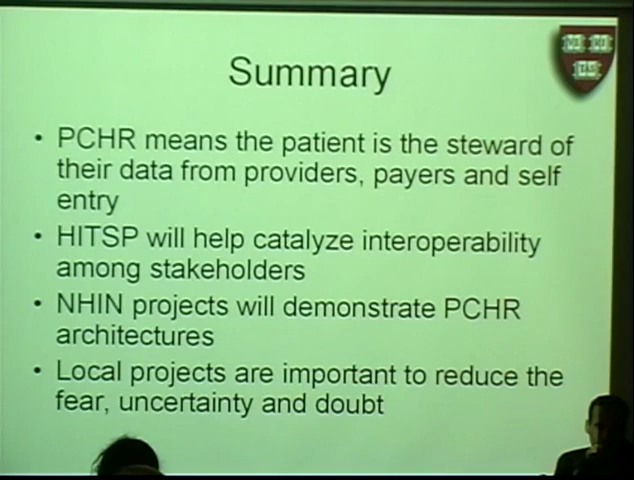 Summary
• PCHR means the patient is the steward of
their data from providers, payers and self
entry
• HITSP will help catalyze interoperability
among stakeholders
• NHIN projects will demonstrate PCHR
architectures
• Local projects are important to reduce the
fear, uncertainty and doubt